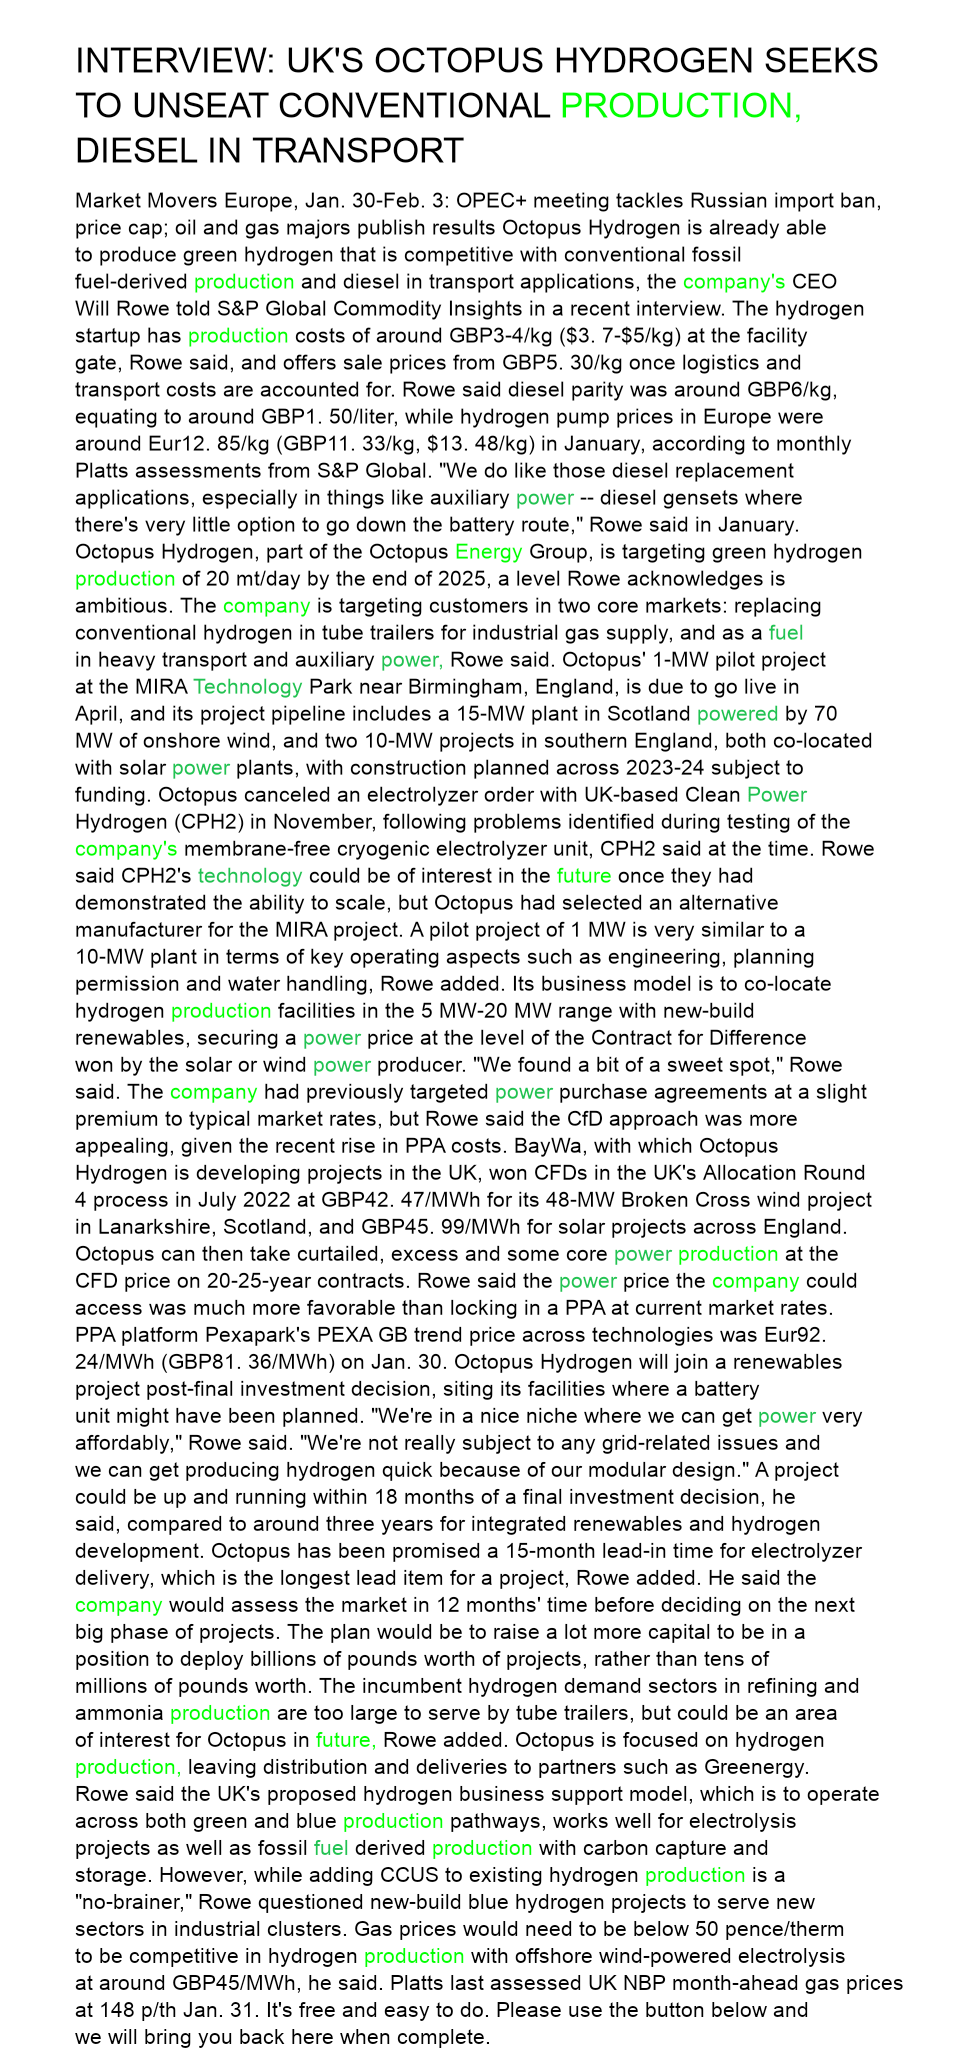 INTERVIEW: UK'S OCTOPUS HYDROGEN SEEKS
TO UNSEAT CONVENTIONAL PRODUCTION,
DIESEL IN TRANSPORT
Market Movers Europe, Jan. 30-Feb. 3: OPEC+ meeting tackles Russian import ban,
price cap; oil and gas majors publish results Octopus Hydrogen is already able
to produce green hydrogen that is competitive with conventional fossil
fuel-derived production and diesel in transport applications, the company's CEO
Will Rowe told S&P Global Commodity Insights in a recent interview. The hydrogen
startup has production costs of around GBP3-4/kg ($3. 7-$5/kg) at the facility
gate, Rowe said, and offers sale prices from GBP5. 30/kg once logistics and
transport costs are accounted for. Rowe said diesel parity was around GBP6/kg,
equating to around GBP1. 50/liter, while hydrogen pump prices in Europe were
around Eur12. 85/kg (GBP11. 33/kg, $13. 48/kg) in January, according to monthly
Platts assessments from S&P Global. "We do like those diesel replacement
applications, especially in things like auxiliary power -- diesel gensets where
there's very little option to go down the battery route," Rowe said in January.
Octopus Hydrogen, part of the Octopus Energy Group, is targeting green hydrogen
production of 20 mt/day by the end of 2025, a level Rowe acknowledges is
ambitious. The company is targeting customers in two core markets: replacing
conventional hydrogen in tube trailers for industrial gas supply, and as a fuel
in heavy transport and auxiliary power, Rowe said. Octopus' 1-MW pilot project
at the MIRA Technology Park near Birmingham, England, is due to go live in
April, and its project pipeline includes a 15-MW plant in Scotland powered by 70
MW of onshore wind, and two 10-MW projects in southern England, both co-located
with solar power plants, with construction planned across 2023-24 subject to
funding. Octopus canceled an electrolyzer order with UK-based Clean Power
Hydrogen (CPH2) in November, following problems identified during testing of the
company's membrane-free cryogenic electrolyzer unit, CPH2 said at the time. Rowe
said CPH2's technology could be of interest in the future once they had
demonstrated the ability to scale, but Octopus had selected an alternative
manufacturer for the MIRA project. A pilot project of 1 MW is very similar to a
10-MW plant in terms of key operating aspects such as engineering, planning
permission and water handling, Rowe added. Its business model is to co-locate
hydrogen production facilities in the 5 MW-20 MW range with new-build
renewables, securing a power price at the level of the Contract for Difference
won by the solar or wind power producer. "We found a bit of a sweet spot," Rowe
said. The company had previously targeted power purchase agreements at a slight
premium to typical market rates, but Rowe said the CfD approach was more
appealing, given the recent rise in PPA costs. BayWa, with which Octopus
Hydrogen is developing projects in the UK, won CFDs in the UK's Allocation Round
4 process in July 2022 at GBP42. 47/MWh for its 48-MW Broken Cross wind project
in Lanarkshire, Scotland, and GBP45. 99/MWh for solar projects across England.
Octopus can then take curtailed, excess and some core power production at the
CFD price on 20-25-year contracts. Rowe said the power price the company could
access was much more favorable than locking in a PPA at current market rates.
PPA platform Pexapark's PEXA GB trend price across technologies was Eur92.
24/MWh (GBP81. 36/MWh) on Jan. 30. Octopus Hydrogen will join a renewables
project post-final investment decision, siting its facilities where a battery
unit might have been planned. "We're in a nice niche where we can get power very
affordably," Rowe said. "We're not really subject to any grid-related issues and
we can get producing hydrogen quick because of our modular design." A project
could be up and running within 18 months of a final investment decision, he
said, compared to around three years for integrated renewables and hydrogen
development. Octopus has been promised a 15-month lead-in time for electrolyzer
delivery, which is the longest lead item for a project, Rowe added. He said the
company would assess the market in 12 months' time before deciding on the next
big phase of projects. The plan would be to raise a lot more capital to be in a
position to deploy billions of pounds worth of projects, rather than tens of
millions of pounds worth. The incumbent hydrogen demand sectors in refining and
ammonia production are too large to serve by tube trailers, but could be an area
of interest for Octopus in future, Rowe added. Octopus is focused on hydrogen
production, leaving distribution and deliveries to partners such as Greenergy.
Rowe said the UK's proposed hydrogen business support model, which is to operate
across both green and blue production pathways, works well for electrolysis
projects as well as fossil fuel derived production with carbon capture and
storage. However, while adding CCUS to existing hydrogen production is a
"no-brainer," Rowe questioned new-build blue hydrogen projects to serve new
sectors in industrial clusters. Gas prices would need to be below 50 pence/therm
to be competitive in hydrogen production with offshore wind-powered electrolysis
at around GBP45/MWh, he said. Platts last assessed UK NBP month-ahead gas prices
at 148 p/th Jan. 31. It's free and easy to do. Please use the button below and
we will bring you back here when complete.